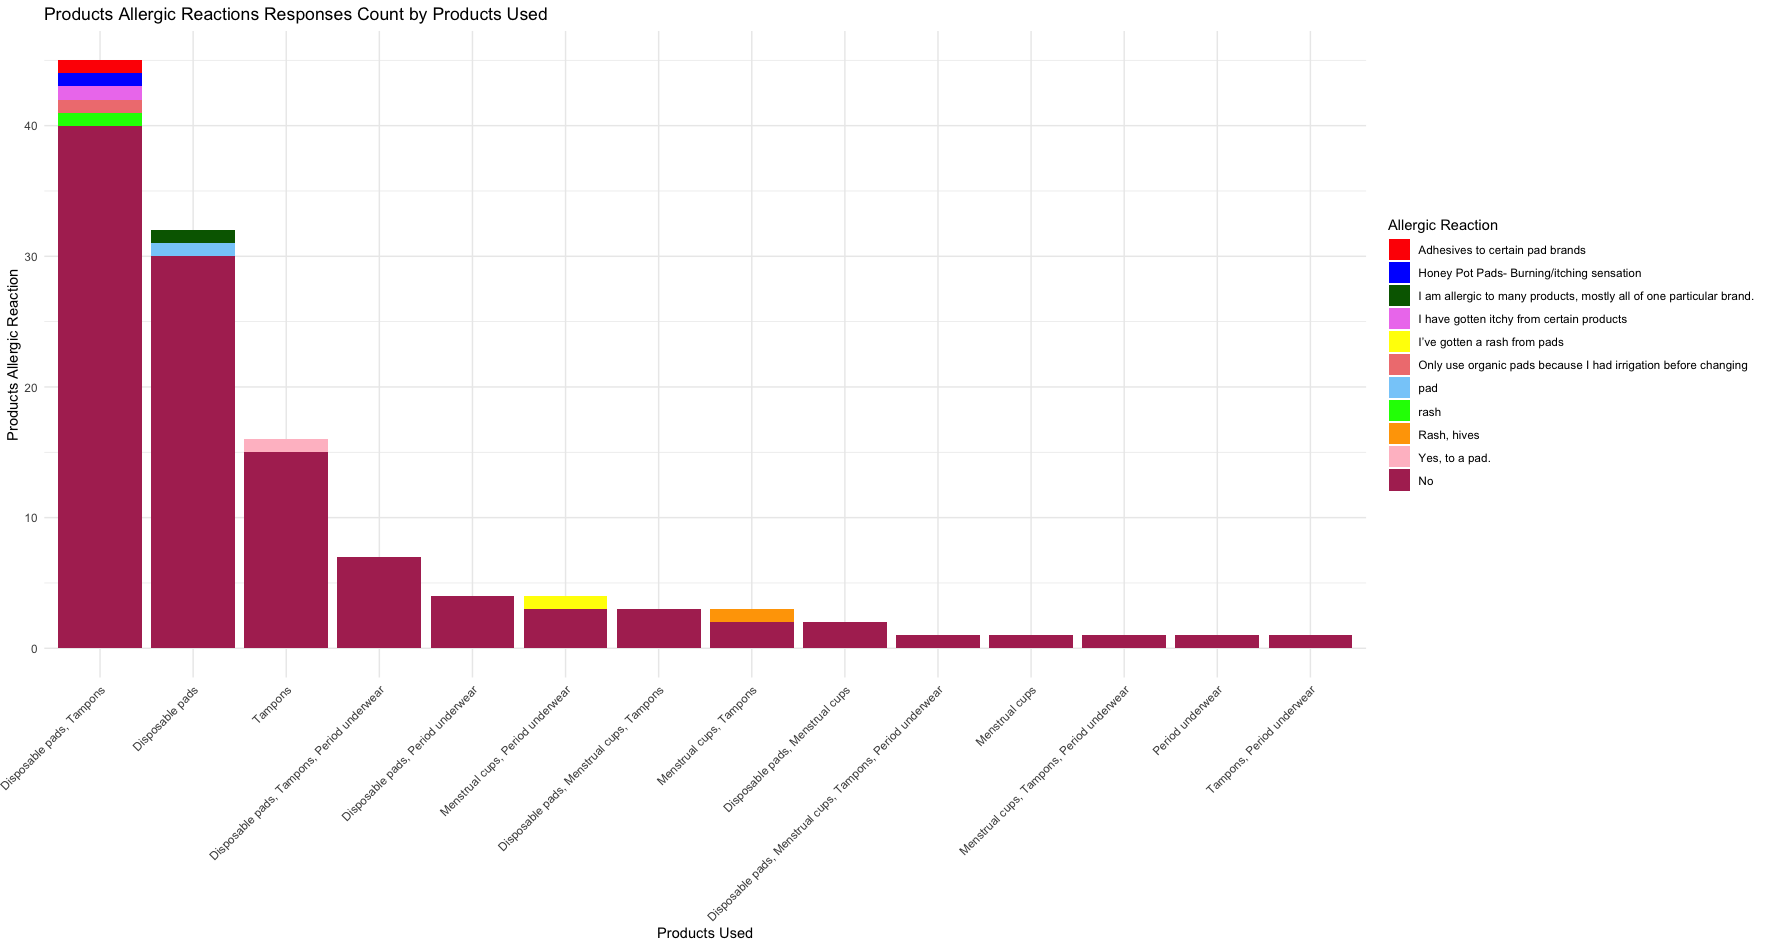 Products Allergic Reactions Responses Count by Products Used
Products Allergic Reaction
40
30
20
10
0
Disposable pads, Tampons
Disposable pads
Tampons
Disposable pads, Tampons, Period underwear
Disposable pads, Period underwear
Menstrual cups, Period underwear
Disposable pads, Menstrual cups, Tampons
Menstrual cups, Tampons
Disposable pads, Menstrual cups
Disposable pads, Menstrual cups, Tampons, Period underwear
Menstrual cups
Menstrual cups, Tampons, Period underwear
Period underwear
Tampons, Period underwear
Products Used
Allergic Reaction
Adhesives to certain pad brands
Honey Pot Pads- Burning/itching sensation
I am allergic to many products, mostly all of one particular brand.
I have gotten itchy from certain products
I’ve gotten a rash from pads
Only use organic pads because I had irrigation before changing
pad
rash
Rash, hives
Yes, to a pad.
No